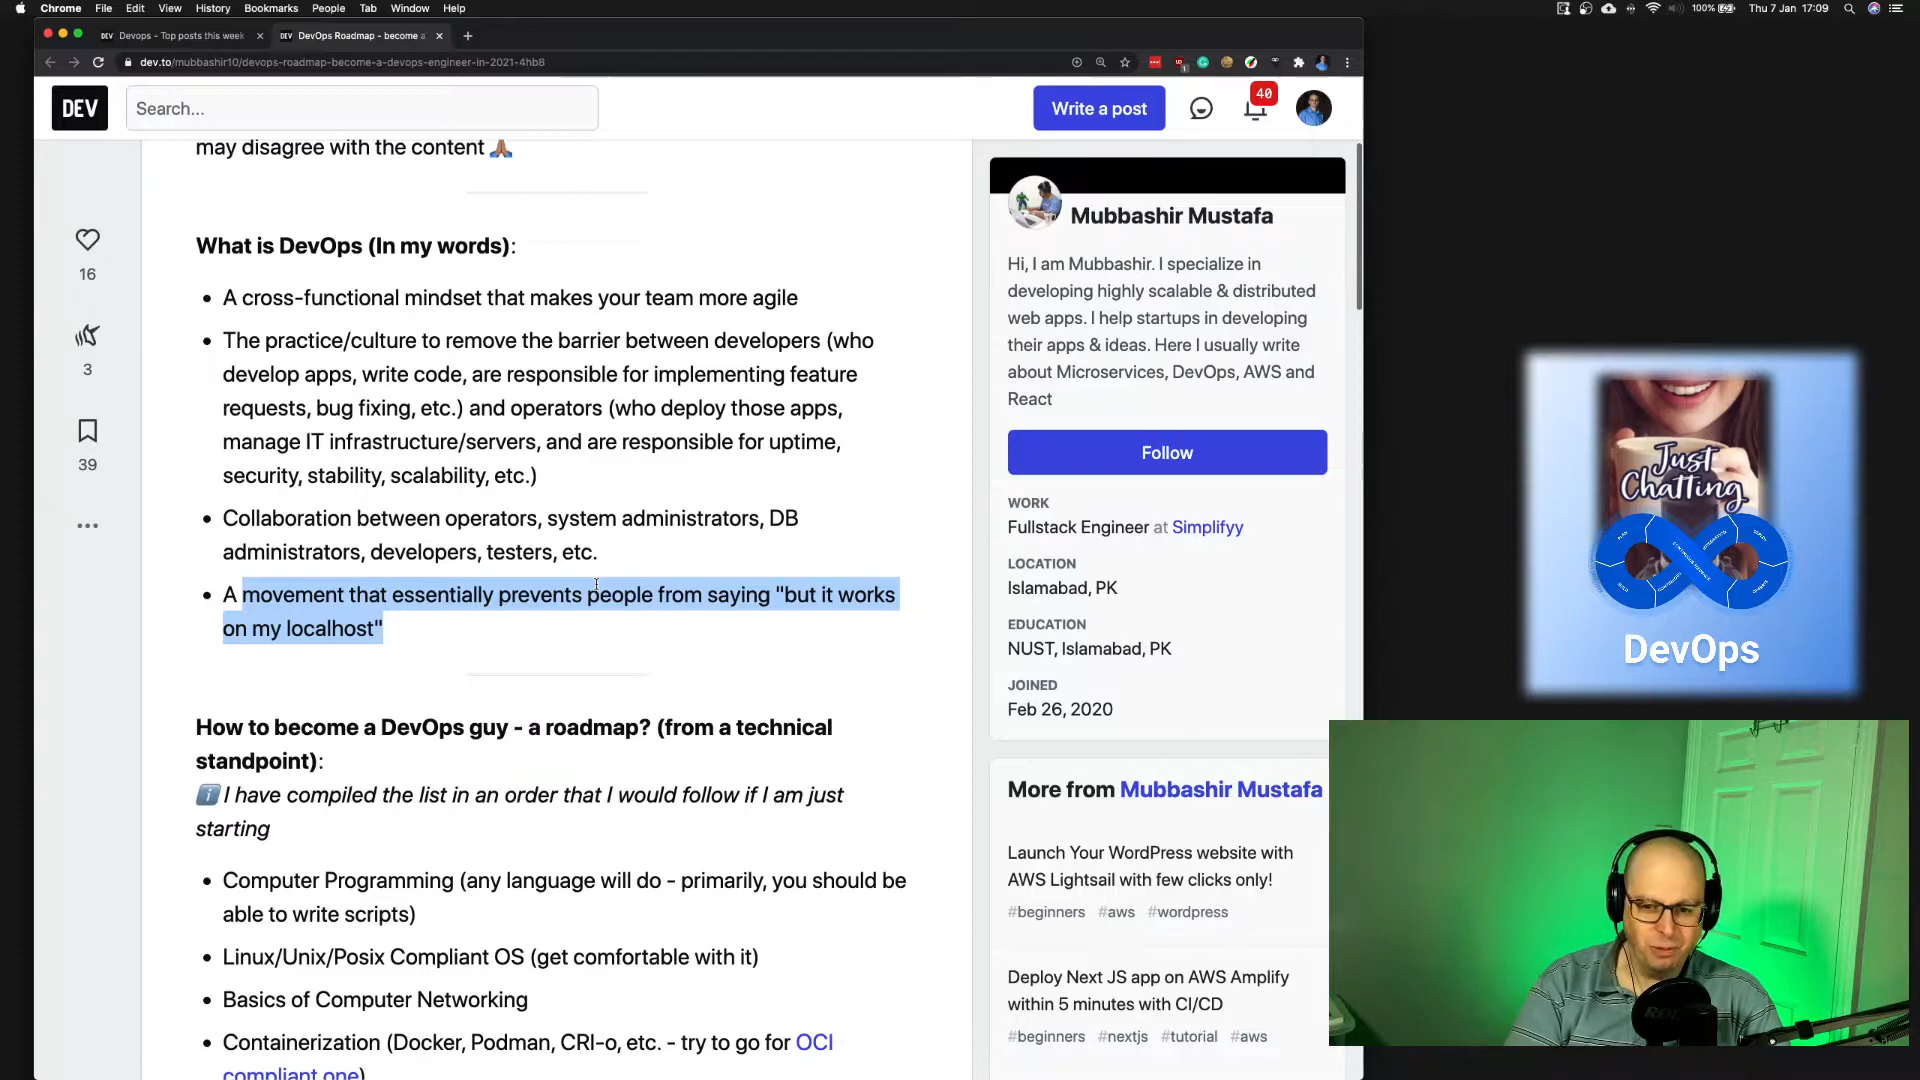 Chrome File Edit View History Bookmarks People Tab Window Help
100% Thu 7 Jan 17:09
DEV Devops - Top posts this week
DEV DevOps Roadmap - become a
dev.to/mubbashir10/devops-roadmap-become-a-devops-engineer-in-2021-4hb8
DEV
Search...
Write a post
40
may disagree with the content 🙏🏽
16
3
39
What is DevOps (In my words):
• A cross-functional mindset that makes your team more agile
• The practice/culture to remove the barrier between developers (who
develop apps, write code, are responsible for implementing feature
requests, bug fixing, etc.) and operators (who deploy those apps,
manage IT infrastructure/servers, and are responsible for uptime,
security, stability, scalability, etc.)
• Collaboration between operators, system administrators, DB
administrators, developers, testers, etc.
• A movement that essentially prevents people from saying "but it works
on my localhost"
How to become a DevOps guy - a roadmap? (from a technical
standpoint):
ℹ️ I have compiled the list in an order that I would follow if I am just
starting
• Computer Programming (any language will do - primarily, you should be
able to write scripts)
• Linux/Unix/Posix Compliant OS (get comfortable with it)
• Basics of Computer Networking
• Containerization (Docker, Podman, CRI-o, etc. - try to go for OCI
compliant one)
Mubbashir Mustafa
Hi, I am Mubbashir. I specialize in
developing highly scalable & distributed
web apps. I help startups in developing
their apps & ideas. Here I usually write
about Microservices, DevOps, AWS and
React
Follow
WORK
Fullstack Engineer at Simplifyy
LOCATION
Islamabad, PK
EDUCATION
NUST, Islamabad, PK
JOINED
Feb 26, 2020
More from Mubbashir Mustafa
Launch Your WordPress website with
AWS Lightsail with few clicks only!
#beginners #aws #wordpress
Deploy Next JS app on AWS Amplify
within 5 minutes with CI/CD
#beginners #nextjs #tutorial #aws
Just
Chatting
DevOps